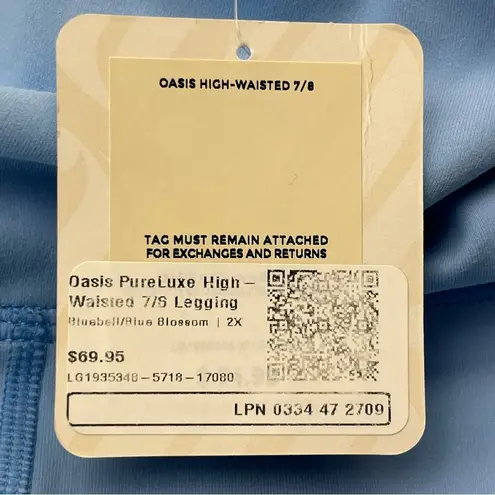 OASIS HIGH-WAISTED 7/8
TAG MUST REMAIN ATTACHED
FOR EXCHANGES AND RETURNS
Oasis PureLuxe High-
Waisted 7/8 Legging
Bluebell/Blue Blossom | 2X
$69.95
LG1935348-5718-17080
LPN 0334 47 2709